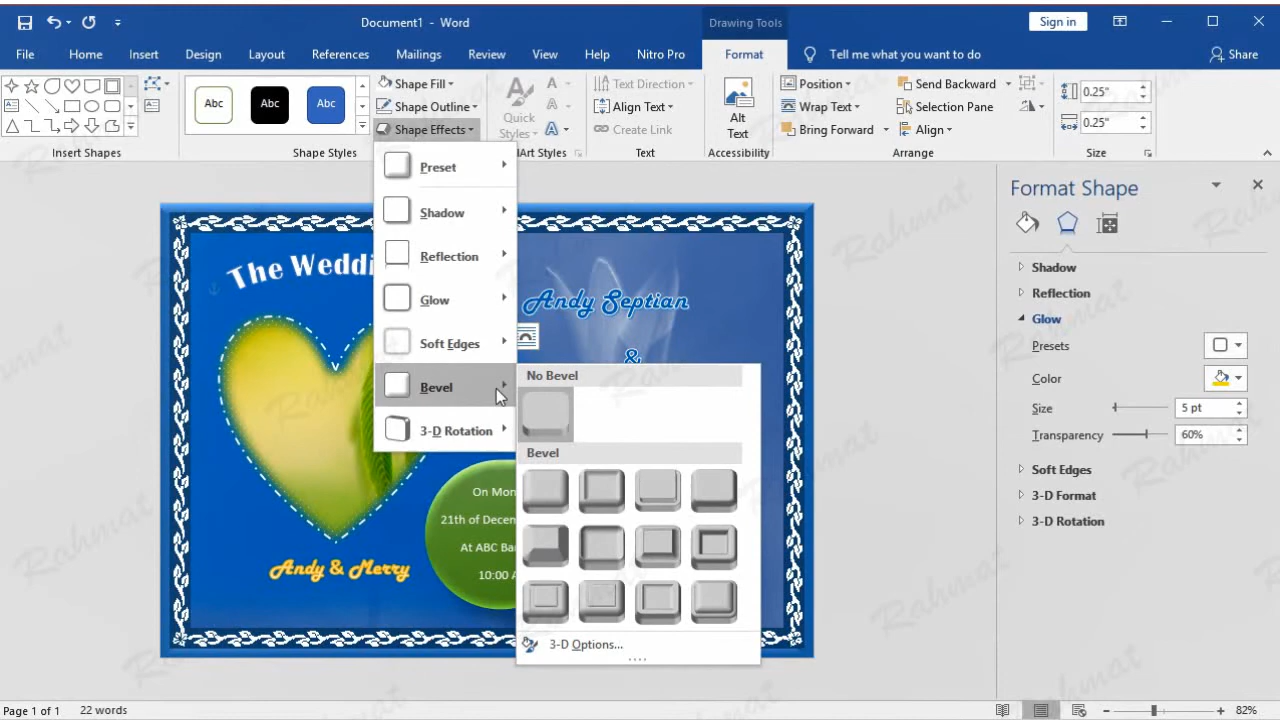 Document1 - Word
Drawing Tools
Sign in
File Home Insert Design Layout References Mailings Review View Help Nitro Pro Format Tell me what you want to do Share
Shape Fill Text Direction Position Send Backward 0.25"
Abc Abc Abc
Shape Outline Align Text Wrap Text Selection Pane
Quick Styles
Alt Text
Shape Effects Create Link Bring Forward Align 0.25"
Insert Shapes Shape Styles dArt Styles Text Accessibility Arrange Size
Preset
Shadow
Reflection
Glow
Soft Edges
Bevel
3-D Rotation
No Bevel
Bevel
3-D Options...
The Weddi
Andy Septian
&
On Mon
21th of Decem
At ABC Ba
10:00 A
Andy & Merry
Format Shape
Shadow
Reflection
Glow
Presets
Color
Size 5 pt
Transparency 60%
Soft Edges
3-D Format
3-D Rotation
Page 1 of 1 22 words 82%
Rahmat